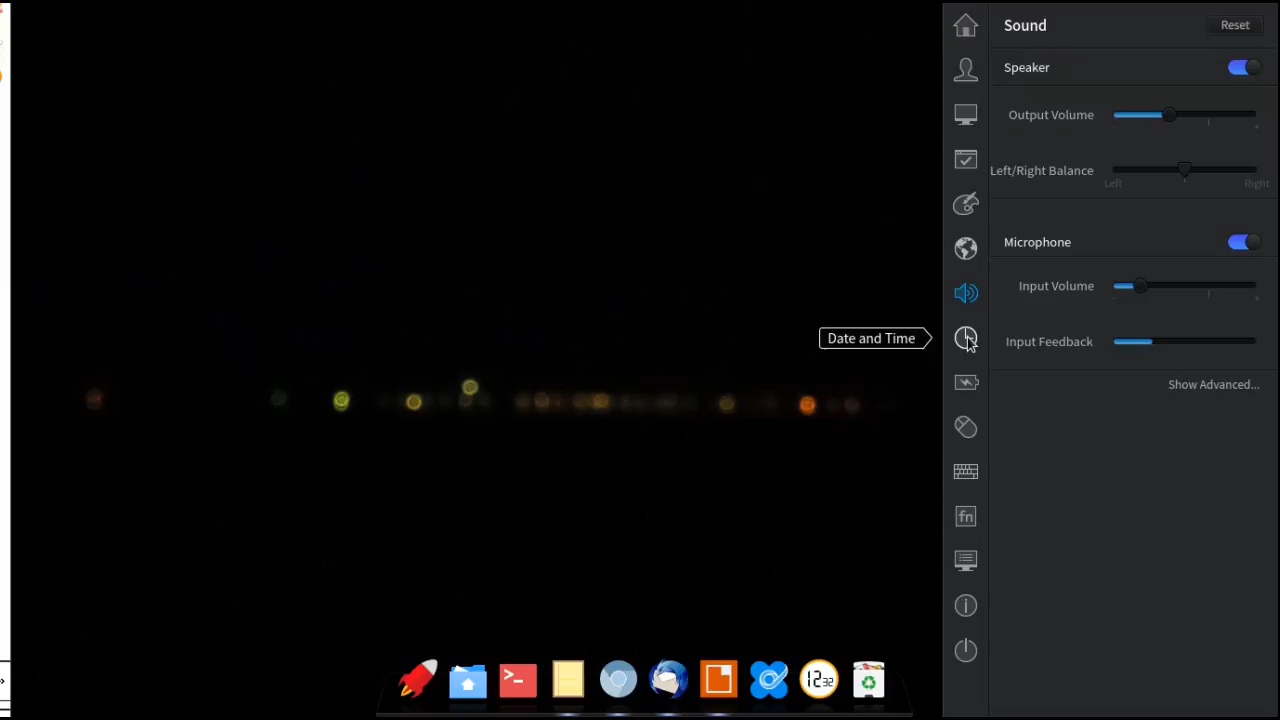 Sound
Reset
Speaker
Output Volume
- +
Left/Right Balance
Left Right
Microphone
Input Volume
- +
Date and Time
Input Feedback
Show Advanced...
fn
>_
12 32